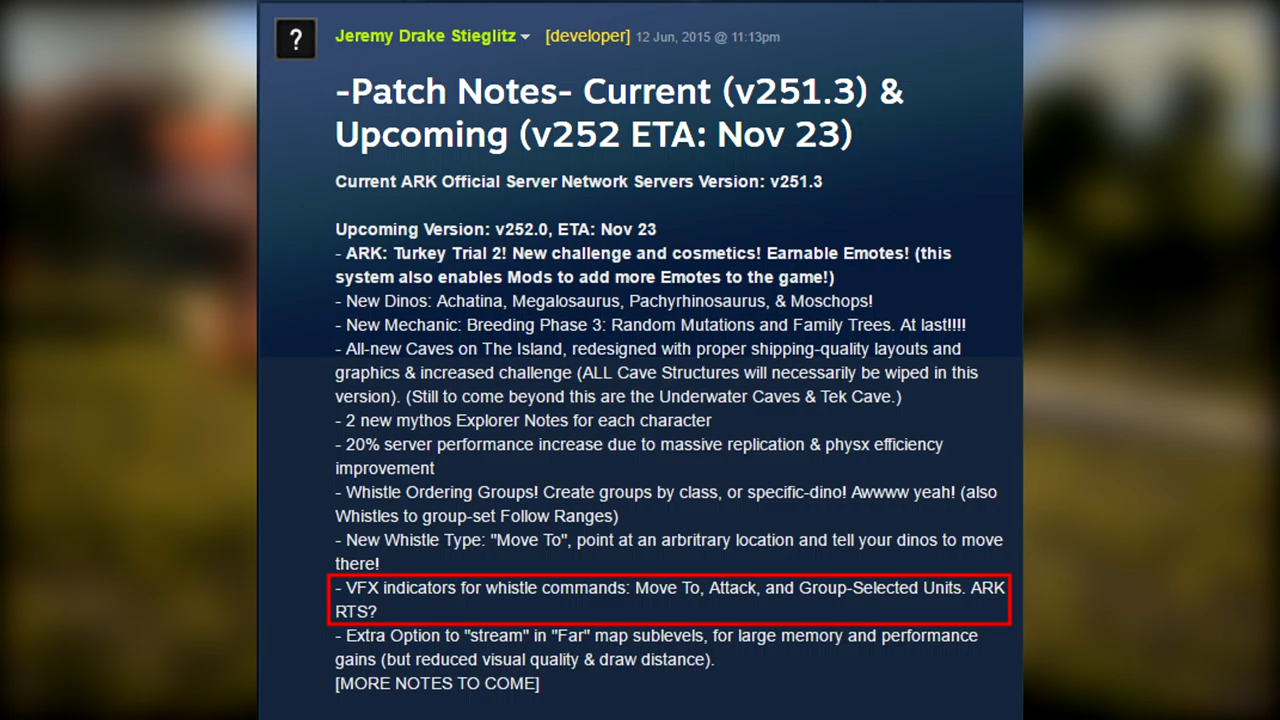 Jeremy Drake Stieglitz [developer] 12 Jun, 2015 @ 11:13pm
-Patch Notes- Current (v251.3) &
Upcoming (v252 ETA: Nov 23)
Current ARK Official Server Network Servers Version: v251.3
Upcoming Version: v252.0, ETA: Nov 23
- ARK: Turkey Trial 2! New challenge and cosmetics! Earnable Emotes! (this
system also enables Mods to add more Emotes to the game!)
- New Dinos: Achatina, Megalosaurus, Pachyrhinosaurus, & Moschops!
- New Mechanic: Breeding Phase 3: Random Mutations and Family Trees. At last!!!!
- All-new Caves on The Island, redesigned with proper shipping-quality layouts and
graphics & increased challenge (ALL Cave Structures will necessarily be wiped in this
version). (Still to come beyond this are the Underwater Caves & Tek Cave.)
- 2 new mythos Explorer Notes for each character
- 20% server performance increase due to massive replication & physx efficiency
improvement
- Whistle Ordering Groups! Create groups by class, or specific-dino! Awwww yeah! (also
Whistles to group-set Follow Ranges)
- New Whistle Type: "Move To", point at an arbritrary location and tell your dinos to move
there!
- VFX indicators for whistle commands: Move To, Attack, and Group-Selected Units. ARK
RTS?
- Extra Option to "stream" in "Far" map sublevels, for large memory and performance
gains (but reduced visual quality & draw distance).
[MORE NOTES TO COME]